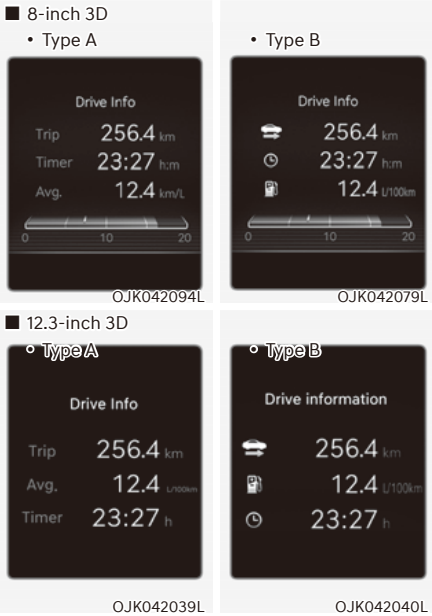 ■ 8-inch 3D
• Type A
• Type B
Drive Info
Trip 256.4 km
Timer 23:27 h:m
Avg. 12.4 km/L
0 10 20
OJK042094L
Drive Info
256.4 km
23:27 h:m
12.4 L/100km
0 10 20
OJK042079L
■ 12.3-inch 3D
• Type A
• Type B
Drive Info
Trip 256.4 km
Avg. 12.4 L/100km
Timer 23:27 h
OJK042039L
Drive information
256.4 km
12.4 L/100km
23:27 h
OJK042040L